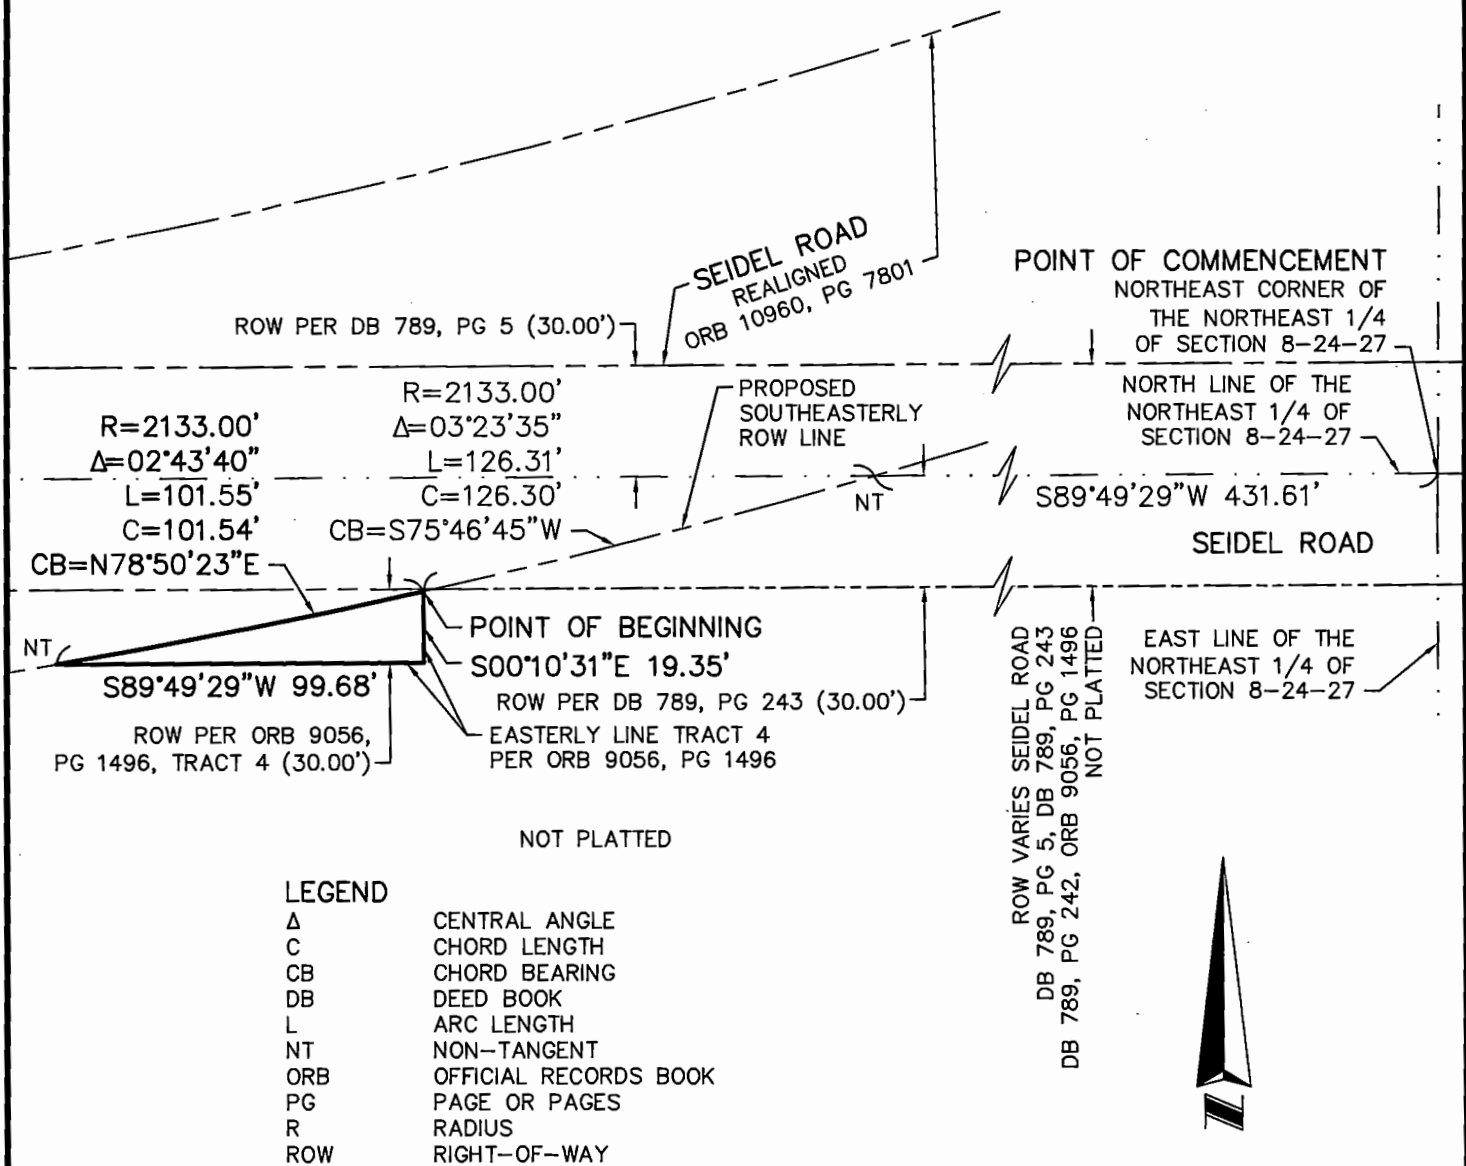 SEIDEL ROAD
REALIGNED
ORB 10960, PG 7801
POINT OF COMMENCEMENT
NORTHEAST CORNER OF
THE NORTHEAST 1/4
OF SECTION 8-24-27
ROW PER DB 789, PG 5 (30.00')
R=2133.00'
Δ=03°23'35"
L=126.31'
C=126.30'
CB=S75°46'45"W
R=2133.00'
Δ=02°43'40"
L=101.55'
C=101.54'
CB=N78°50'23"E
PROPOSED
SOUTHEASTERLY
ROW LINE
NORTH LINE OF THE
NORTHEAST 1/4 OF
SECTION 8-24-27
NT
S89°49'29"W 431.61'
SEIDEL ROAD
NT
POINT OF BEGINNING
S00°10'31"E 19.35'
S89°49'29"W 99.68'
ROW PER DB 789, PG 243 (30.00')
EAST LINE OF THE
NORTHEAST 1/4 OF
SECTION 8-24-27
ROW PER ORB 9056,
PG 1496, TRACT 4 (30.00')
EASTERLY LINE TRACT 4
PER ORB 9056, PG 1496
ROW VARIES SEIDEL ROAD
DB 789, PG 5, DB 789, PG 243
DB 789, PG 242, ORB 9056, PG 1496
NOT PLATTED
NOT PLATTED
LEGEND
Δ CENTRAL ANGLE
C CHORD LENGTH
CB CHORD BEARING
DB DEED BOOK
L ARC LENGTH
NT NON-TANGENT
ORB OFFICIAL RECORDS BOOK
PG PAGE OR PAGES
R RADIUS
ROW RIGHT-OF-WAY
N